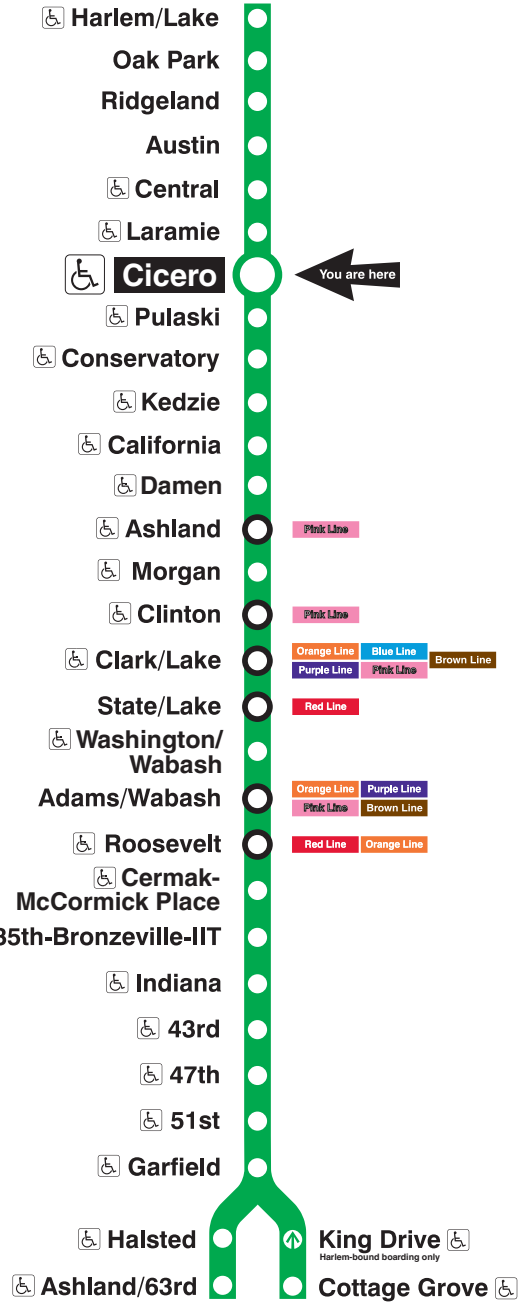 Harlem/Lake
Oak Park
Ridgeland
Austin
Central
Laramie
Cicero
You are here
Pulaski
Conservatory
Kedzie
California
Damen
Ashland
Pink Line
Morgan
Clinton
Pink Line
Clark/Lake
Orange Line
Blue Line
Brown Line
Purple Line
Pink Line
State/Lake
Red Line
Washington/
Wabash
Adams/Wabash
Orange Line
Purple Line
Pink Line
Brown Line
Roosevelt
Red Line
Orange Line
Cermak-
McCormick Place
35th-Bronzeville-IIT
Indiana
43rd
47th
51st
Garfield
Halsted
King Drive
Harlem-bound boarding only
Ashland/63rd
Cottage Grove